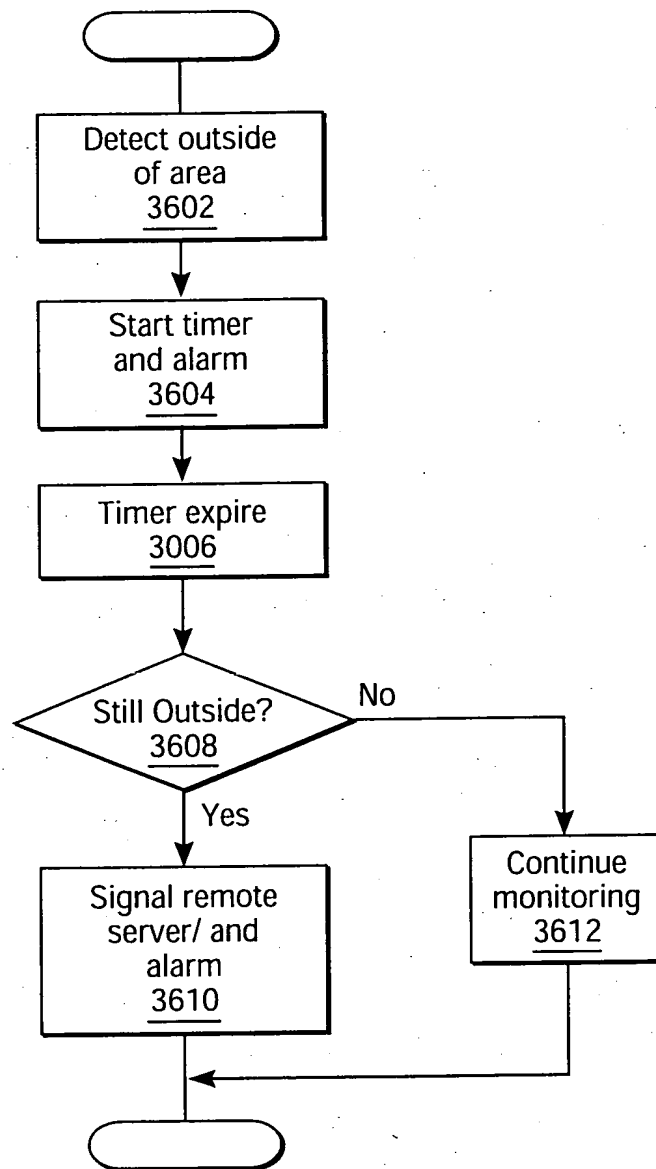 Detect outside
of area
3602
Start timer
and alarm
3604
Timer expire
3006
Still Outside?
3608
No
Yes
Signal remote
server/ and
alarm
3610
Continue
monitoring
3612